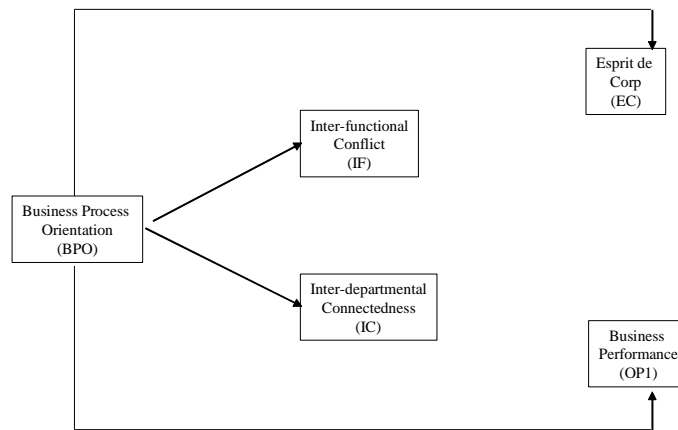 Esprit de
Corp
(EC)
Inter-functional
Conflict
(IF)
Business Process
Orientation
(BPO)
Inter-departmental
Connectedness
(IC)
Business
Performance
(OP1)